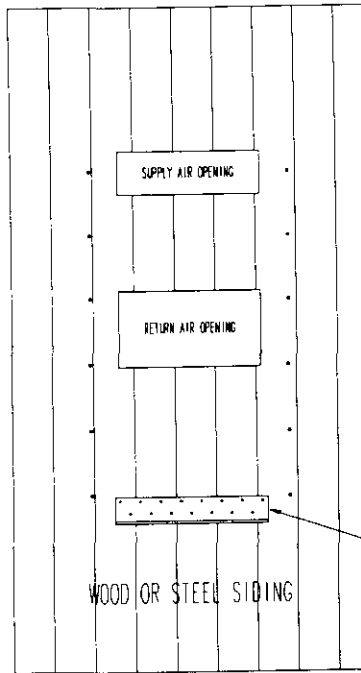 SUPPLY AIR OPENING
RETURN AIR OPENING
WOOD OR STEEL SIDING